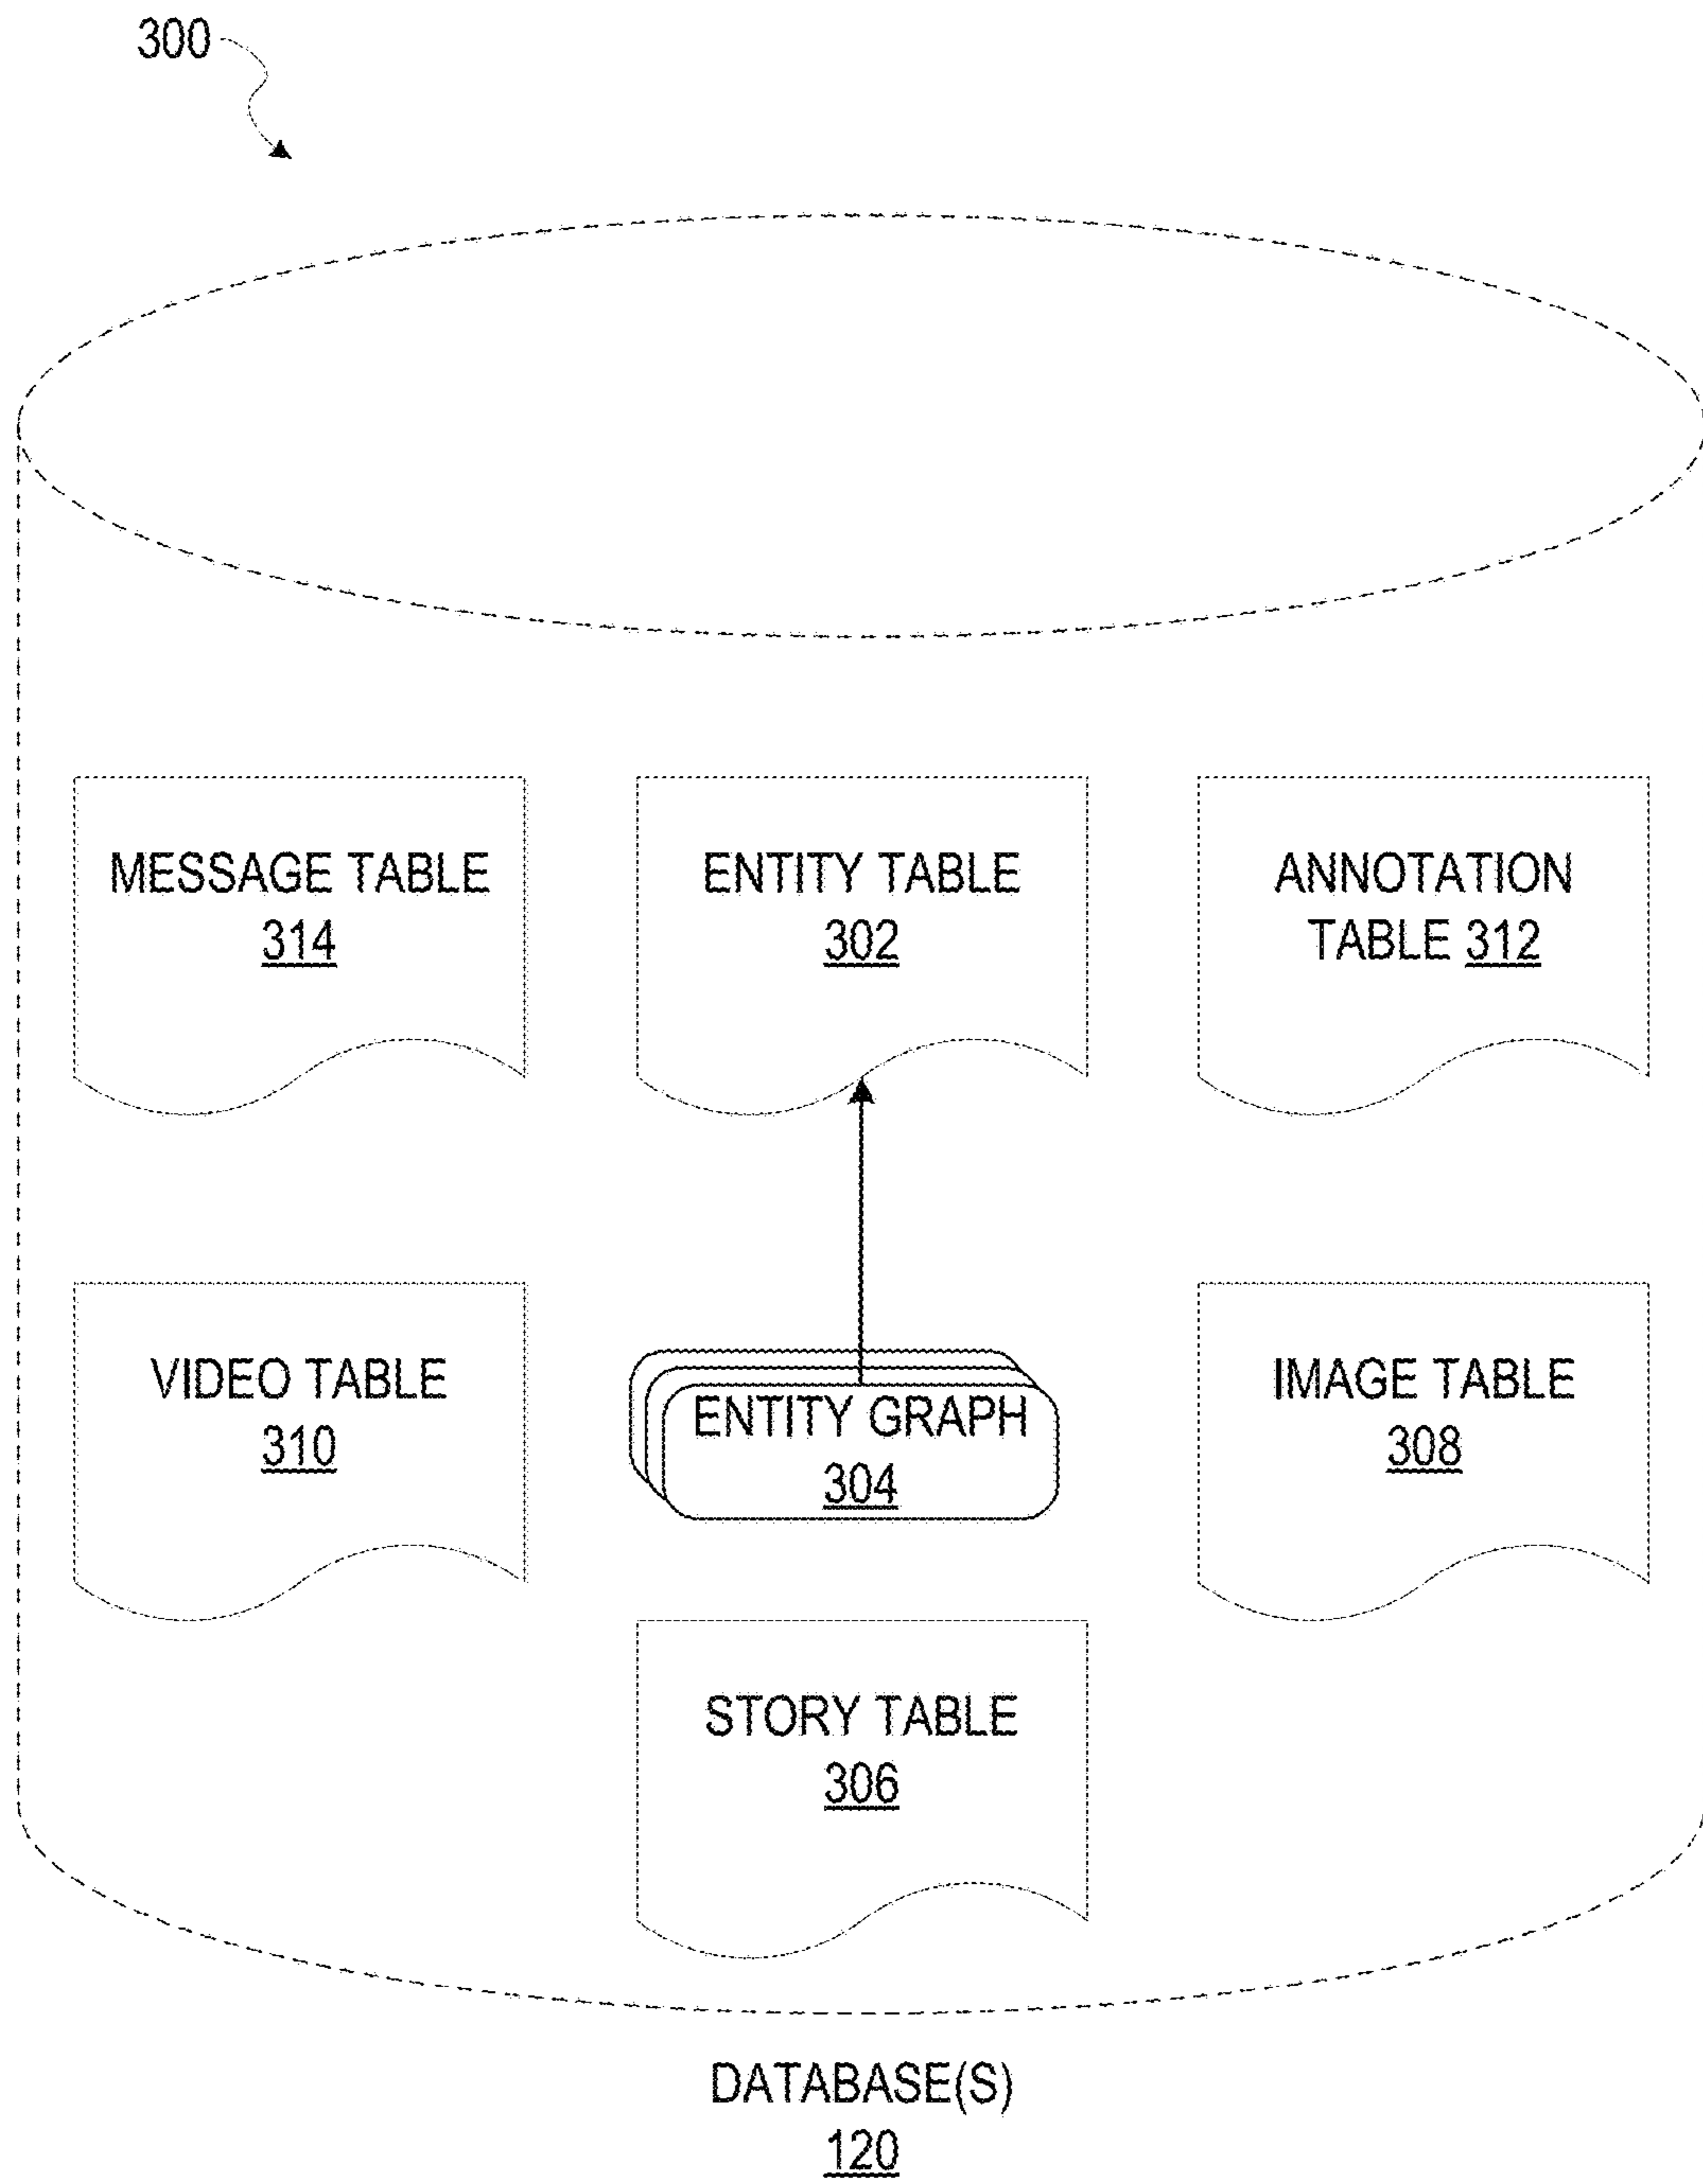 300
MESSAGE TABLE
314
ENTITY TABLE
302
ANNOTATION
TABLE 312
VIDEO TABLE
310
ENTITY GRAPH
304
IMAGE TABLE
308
STORY TABLE
306
DATABASE(S)
120